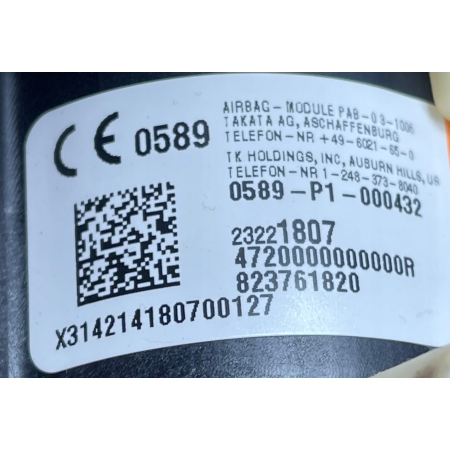 AIRBAG-MODULE PAB-03-1006
TAKATA AG, ASCHAFFENBURG
TELEFON-NR +49-6021-65-0
TK HOLDINGS, INC, AUBURN HILLS, US
TELEFON-NR 1-248-373-8040
CE 0589
0589-P1-000432
23221807
4720000000000R
823761820
X314214180700127